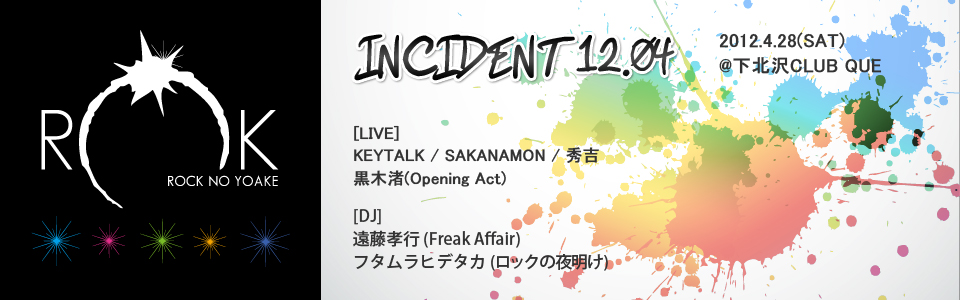 ROCK
ROCK NO YOAKE
INCIDENT 12.04
2012.4.28(SAT)
@下北沢CLUB QUE
[LIVE]
KEYTALK / SAKANAMON / 秀吉
黒木渚(Opening Act)
[DJ]
遠藤孝行 (Freak Affair)
フタムラヒデタカ (ロックの夜明け)